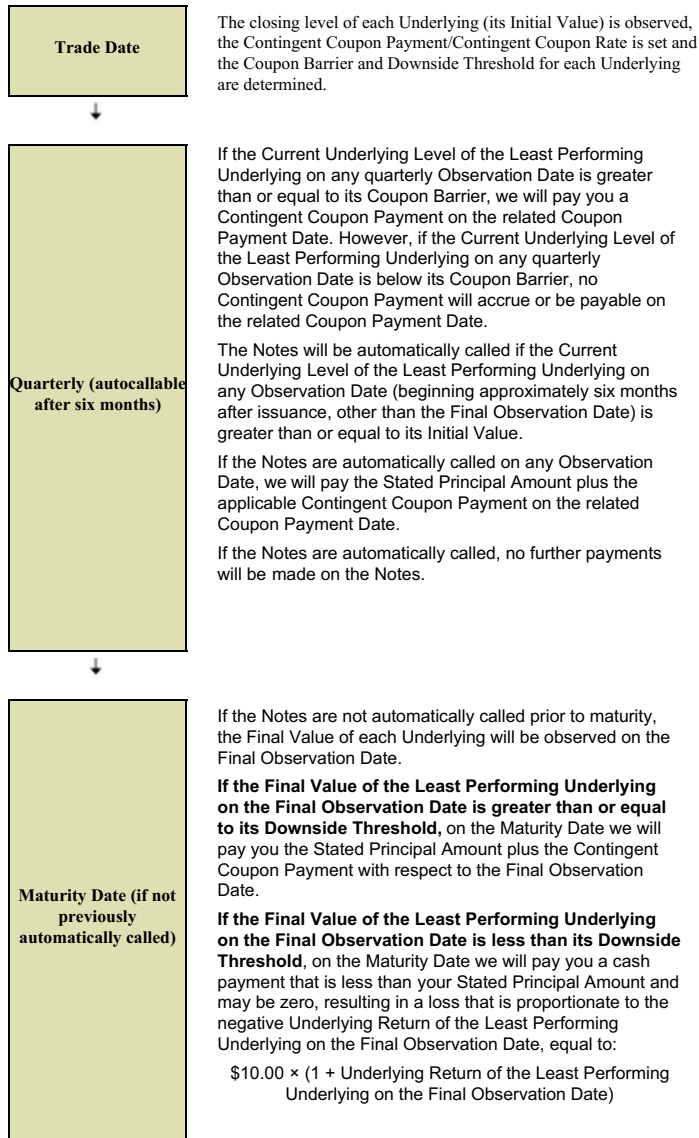 Trade Date
The closing level of each Underlying (its Initial Value) is observed,
the Contingent Coupon Payment/Contingent Coupon Rate is set and
the Coupon Barrier and Downside Threshold for each Underlying
are determined.
Quarterly (autocallable
after six months)
If the Current Underlying Level of the Least Performing
Underlying on any quarterly Observation Date is greater
than or equal to its Coupon Barrier, we will pay you a
Contingent Coupon Payment on the related Coupon
Payment Date. However, if the Current Underlying Level of
the Least Performing Underlying on any quarterly
Observation Date is below its Coupon Barrier, no
Contingent Coupon Payment will accrue or be payable on
the related Coupon Payment Date.
The Notes will be automatically called if the Current
Underlying Level of the Least Performing Underlying on
any Observation Date (beginning approximately six months
after issuance, other than the Final Observation Date) is
greater than or equal to its Initial Value.
If the Notes are automatically called on any Observation
Date, we will pay the Stated Principal Amount plus the
applicable Contingent Coupon Payment on the related
Coupon Payment Date.
If the Notes are automatically called, no further payments
will be made on the Notes.
Maturity Date (if not
previously
automatically called)
If the Notes are not automatically called prior to maturity,
the Final Value of each Underlying will be observed on the
Final Observation Date.
If the Final Value of the Least Performing Underlying
on the Final Observation Date is greater than or equal
to its Downside Threshold, on the Maturity Date we will
pay you the Stated Principal Amount plus the Contingent
Coupon Payment with respect to the Final Observation
Date.
If the Final Value of the Least Performing Underlying
on the Final Observation Date is less than its Downside
Threshold, on the Maturity Date we will pay you a cash
payment that is less than your Stated Principal Amount and
may be zero, resulting in a loss that is proportionate to the
negative Underlying Return of the Least Performing
Underlying on the Final Observation Date, equal to:
$10.00 × (1 + Underlying Return of the Least Performing
Underlying on the Final Observation Date)